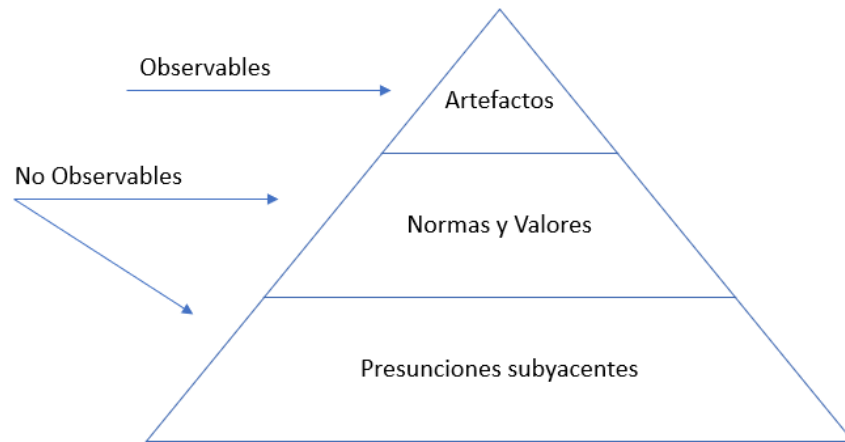 Observables
Artefactos
No Observables
Normas y Valores
Presunciones subyacentes